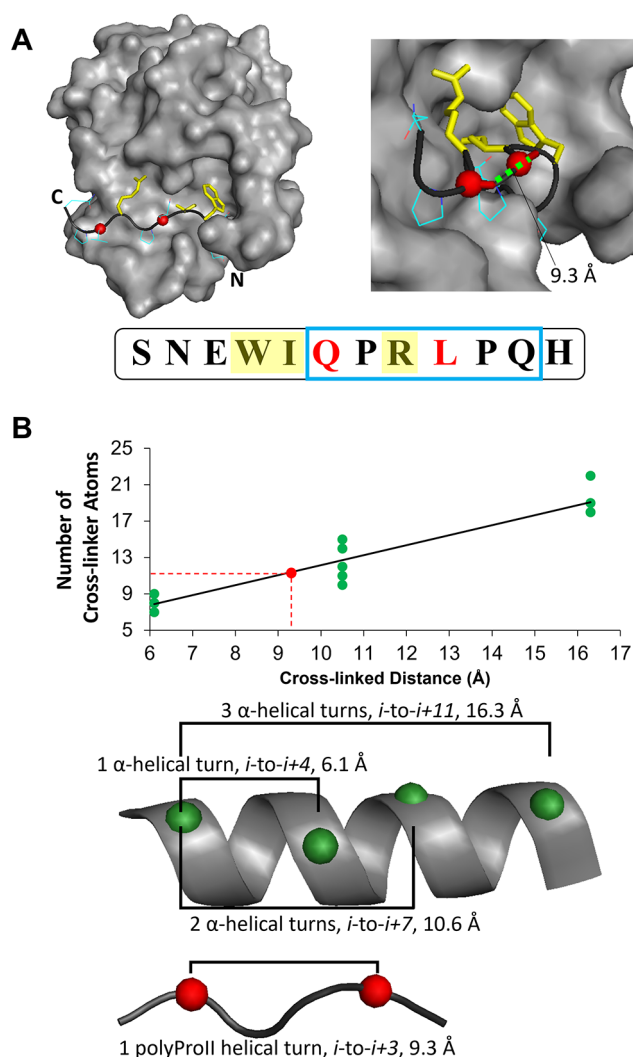 A
C
N
9.3 Å
S N E W I Q P R L P Q H
B
Number of
Cross-linker Atoms
25
21
17
13
9
5
6 7 8 9 10 11 12 13 14 15 16 17
Cross-linked Distance (Å)
3 α-helical turns, i-to-i+11, 16.3 Å
1 α-helical turn, i-to-i+4, 6.1 Å
2 α-helical turns, i-to-i+7, 10.6 Å
1 polyProII helical turn, i-to-i+3, 9.3 Å